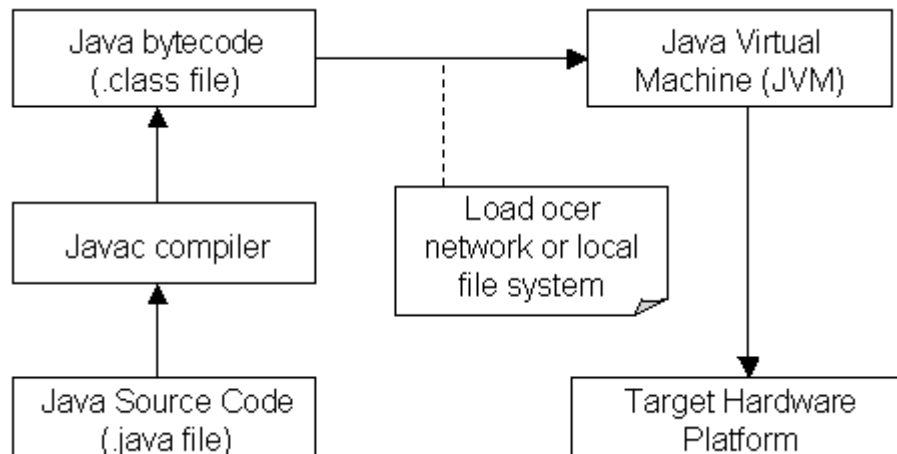 Java bytecode
(.class file)
Java Virtual
Machine (JVM)
Javac compiler
Load ocer
network or local
file system
Java Source Code
(.java file)
Target Hardware
Platform